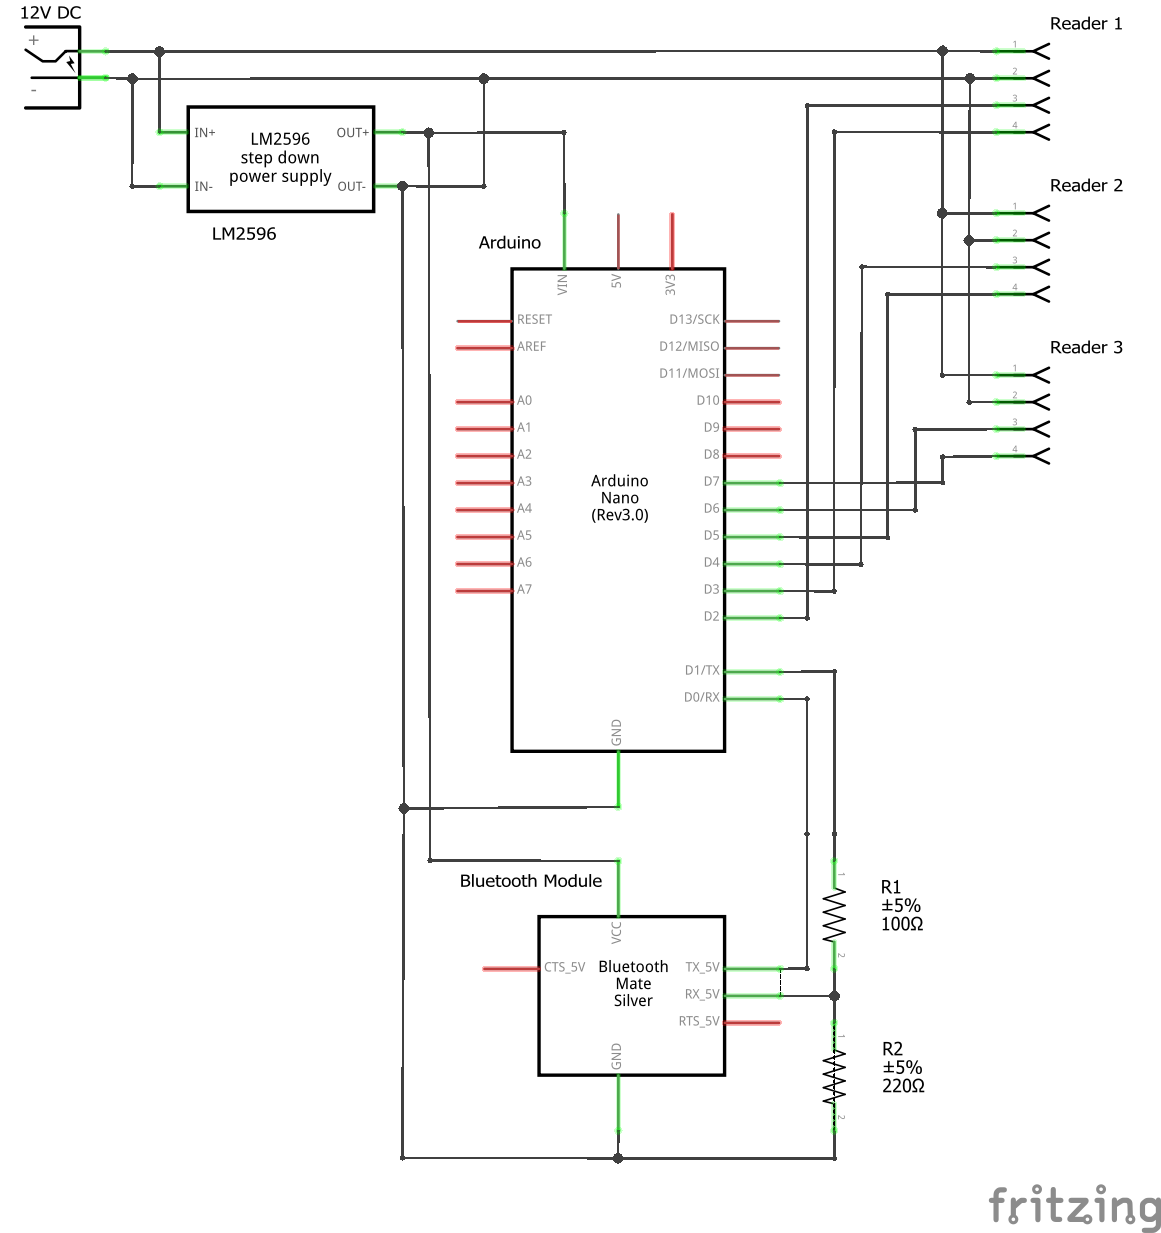 12V DC
+
-
Reader 1
1
2
3
4
IN+
IN-
LM2596
step down
power supply
OUT+
OUT-
LM2596
Reader 2
1
2
3
4
Arduino
VIN
5V
3V3
RESET
AREF
A0
A1
A2
A3
A4
A5
A6
A7
Arduino
Nano
(Rev3.0)
D13/SCK
D12/MISO
D11/MOSI
D10
D9
D8
D7
D6
D5
D4
D3
D2
D1/TX
D0/RX
GND
Reader 3
1
2
3
4
Bluetooth Module
VCC
CTS_5V
Bluetooth
Mate
Silver
TX_5V
RX_5V
RTS_5V
GND
1
2
R1
±5%
100Ω
1
2
R2
±5%
220Ω
fritzing